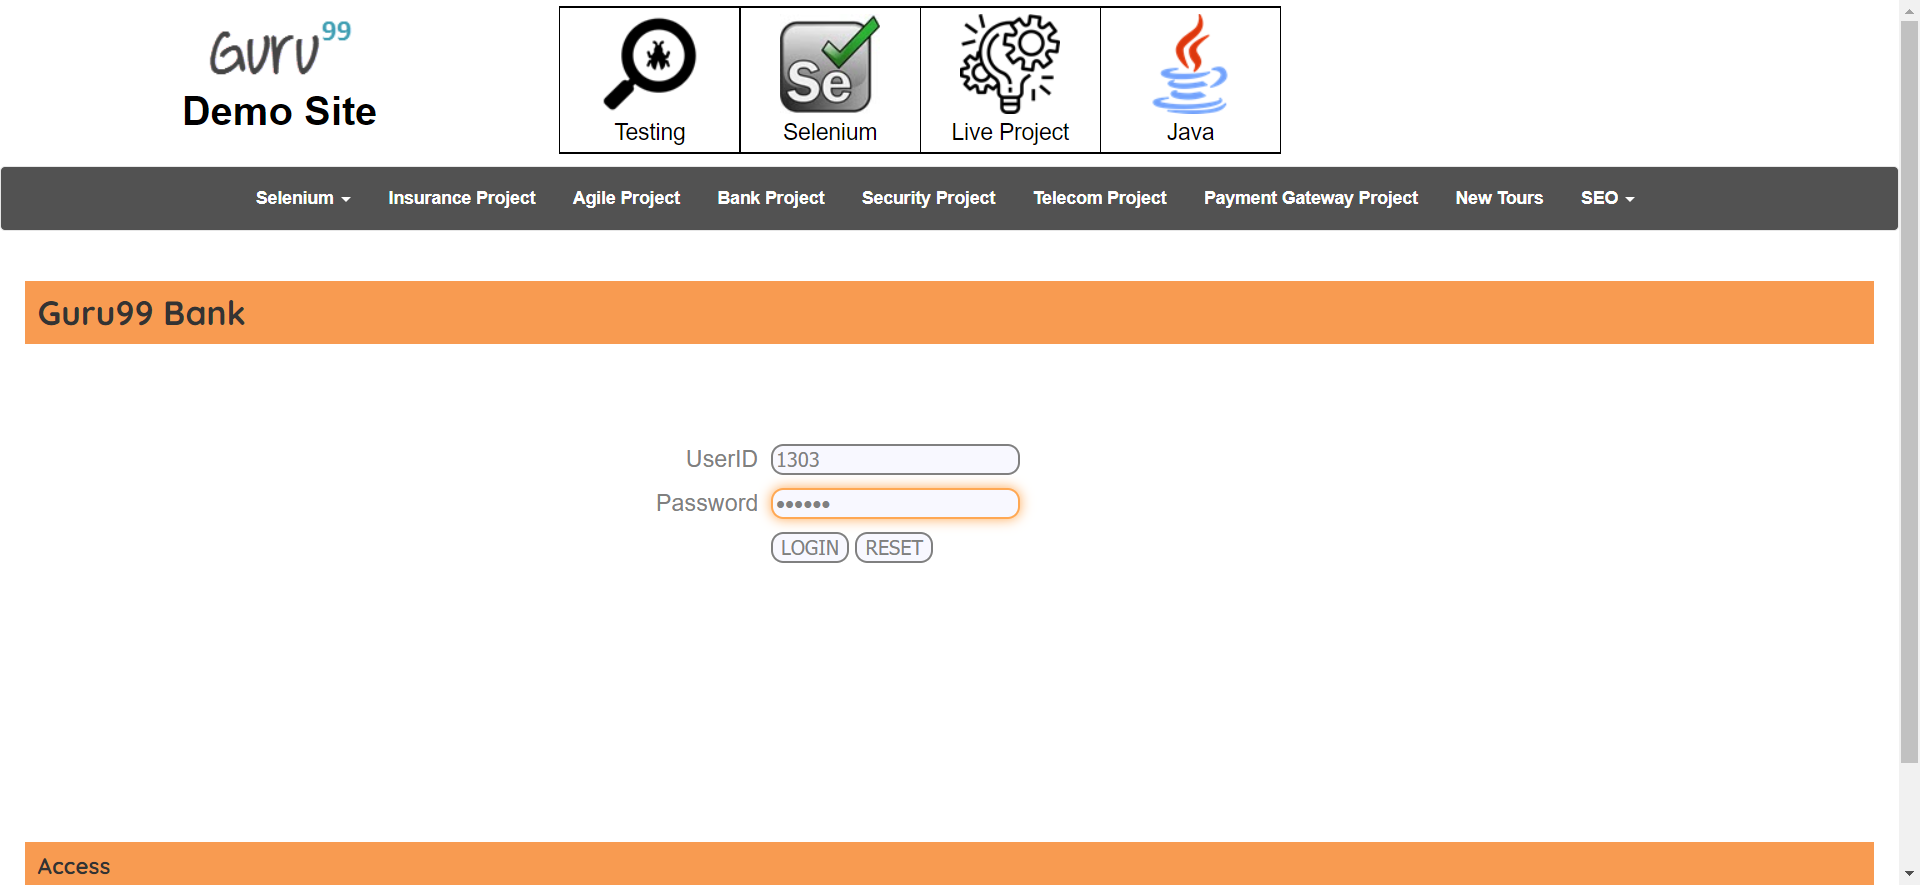 Guru99
Demo Site
Se
Testing
Selenium
Live Project
Java
Selenium
Insurance Project
Agile Project
Bank Project
Security Project
Telecom Project
Payment Gateway Project
New Tours
SEO
Guru99 Bank
UserID 1303
Password ••••••
LOGIN RESET
Access